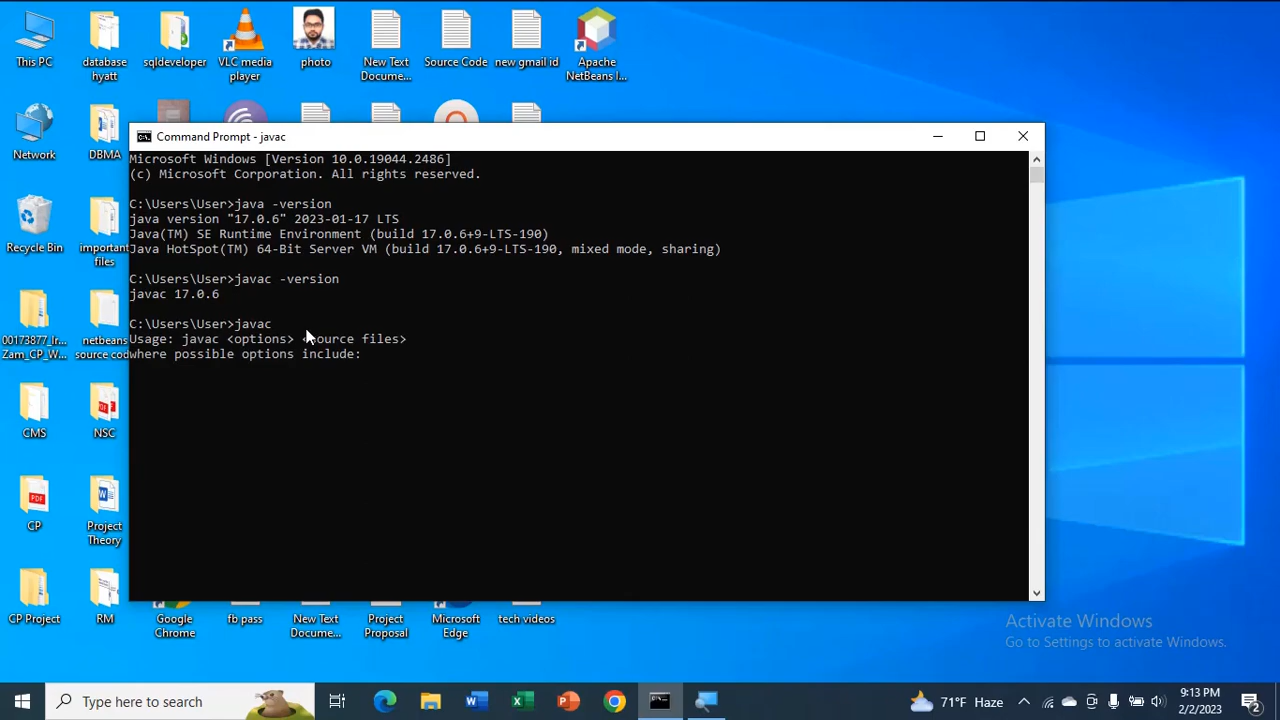 This PC
database
hyatt
sqldeveloper
VLC media
player
photo
New Text
Docume...
Source Code
new gmail id
Apache
NetBeans I...
Network
DBMA
Command Prompt - javac
Microsoft Windows [Version 10.0.19044.2486]
(c) Microsoft Corporation. All rights reserved.
C:\Users\User>java -version
java version "17.0.6" 2023-01-17 LTS
Java(TM) SE Runtime Environment (build 17.0.6+9-LTS-190)
Java HotSpot(TM) 64-Bit Server VM (build 17.0.6+9-LTS-190, mixed mode, sharing)
C:\Users\User>javac -version
javac 17.0.6
C:\Users\User>javac
Usage: javac <options> <source files>
where possible options include:
Recycle Bin
important
files
00173877_Ir...
Zam_CP_W...
netbeans
source cod
CMS
NSC
CP
Project
Theory
CP Project
RM
Google
Chrome
fb pass
New Text
Docume...
Project
Proposal
Microsoft
Edge
tech videos
Activate Windows
Go to Settings to activate Windows.
Type here to search
71°F Haze
9:13 PM
2/2/2023
2